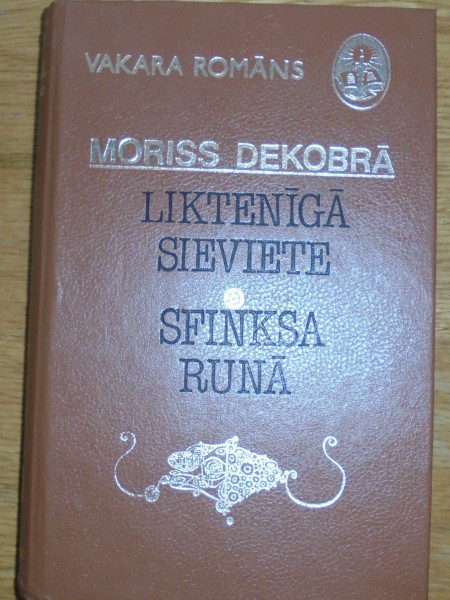 VAKARA ROMĀNS
MORISS DEKOBRĀ
LIKTENĪGĀ
SIEVIETE
SFINKSA
RUNĀ